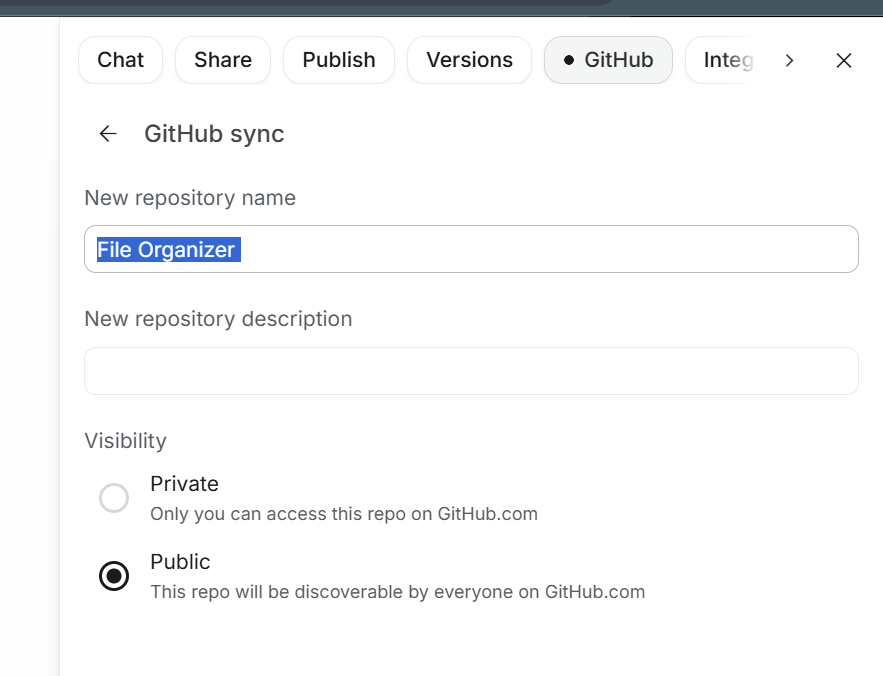 Chat
Share
Publish
Versions
GitHub
Integ
GitHub sync
New repository name
File Organizer
New repository description
Visibility
Private
Only you can access this repo on GitHub.com
Public
This repo will be discoverable by everyone on GitHub.com